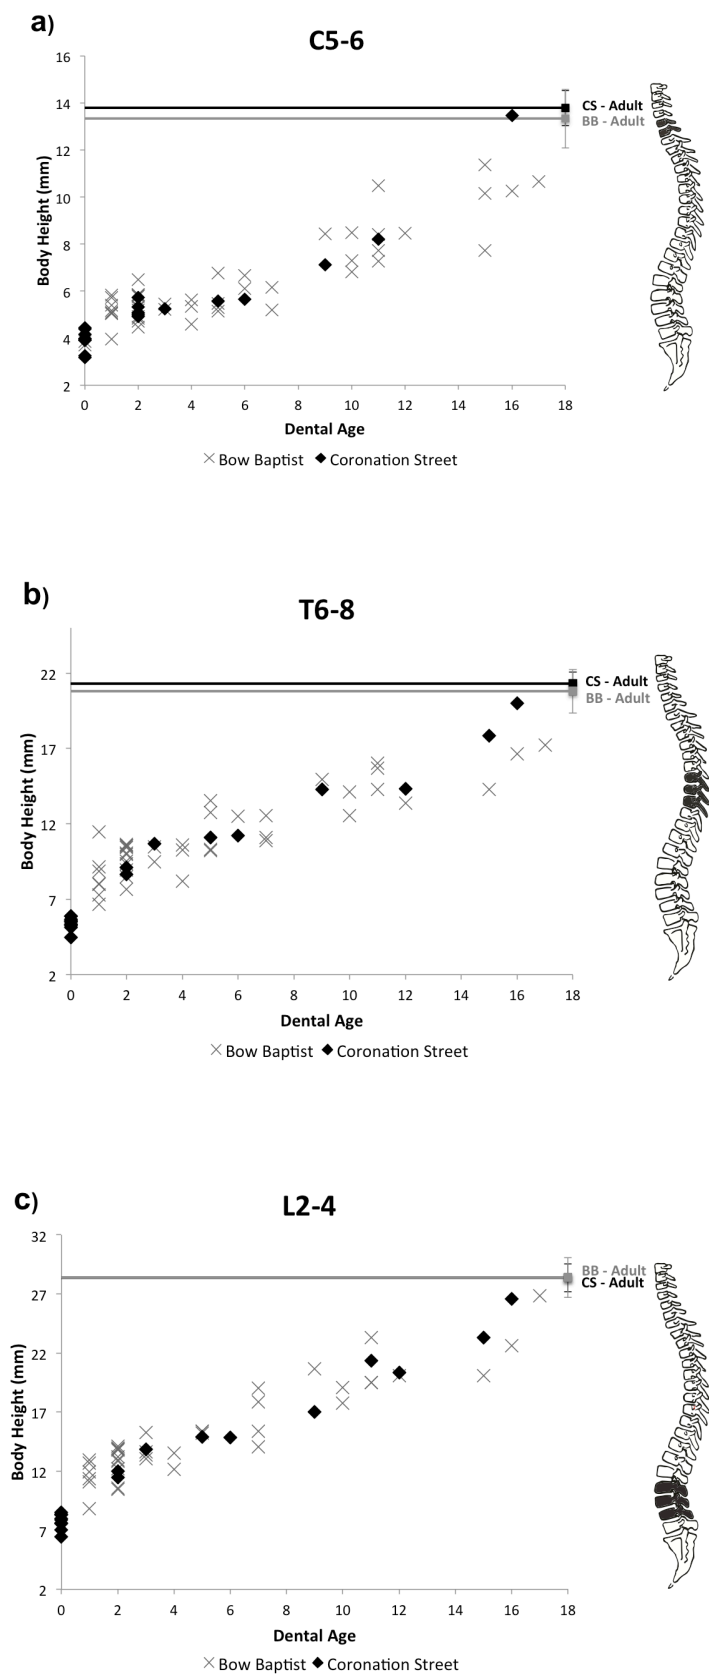 a)
C5-6
16
14
12
10
8
6
4
2
Body Height (mm)
CS - Adult
BB - Adult
0 2 4 6 8 10 12 14 16 18
Dental Age
Bow Baptist Coronation Street
b)
T6-8
22
17
12
7
2
Body Height (mm)
CS - Adult
BB - Adult
0 2 4 6 8 10 12 14 16 18
Dental Age
Bow Baptist Coronation Street
c)
L2-4
32
27
22
17
12
7
2
Body Height (mm)
BB - Adult
CS - Adult
0 2 4 6 8 10 12 14 16 18
Dental Age
Bow Baptist Coronation Street